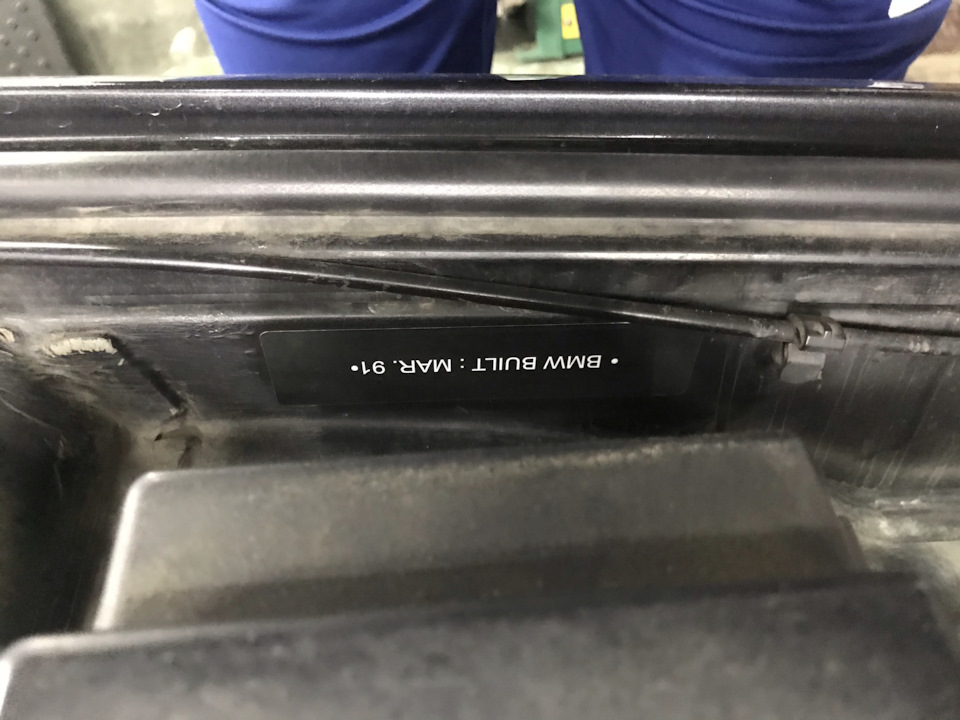 • BMW BUILT : MAR. 91•